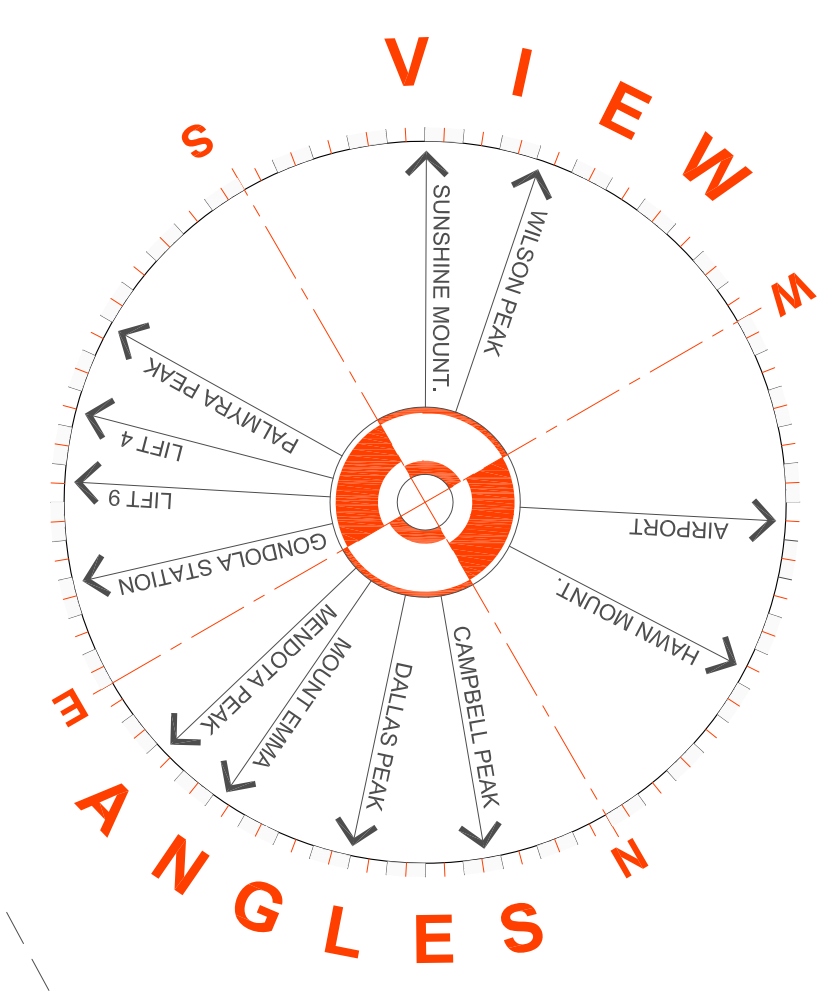 VIEW
ANGLES
S
W
N
E
SUNSHINE MOUNT.
WILSON PEAK
AIRPORT
HAWN MOUNT.
CAMPBELL PEAK
DALLAS PEAK
MOUNT EMMA
MENDOTA PEAK
GONDOLA STATION
LIFT 9
LIFT 4
PALMYRA PEAK